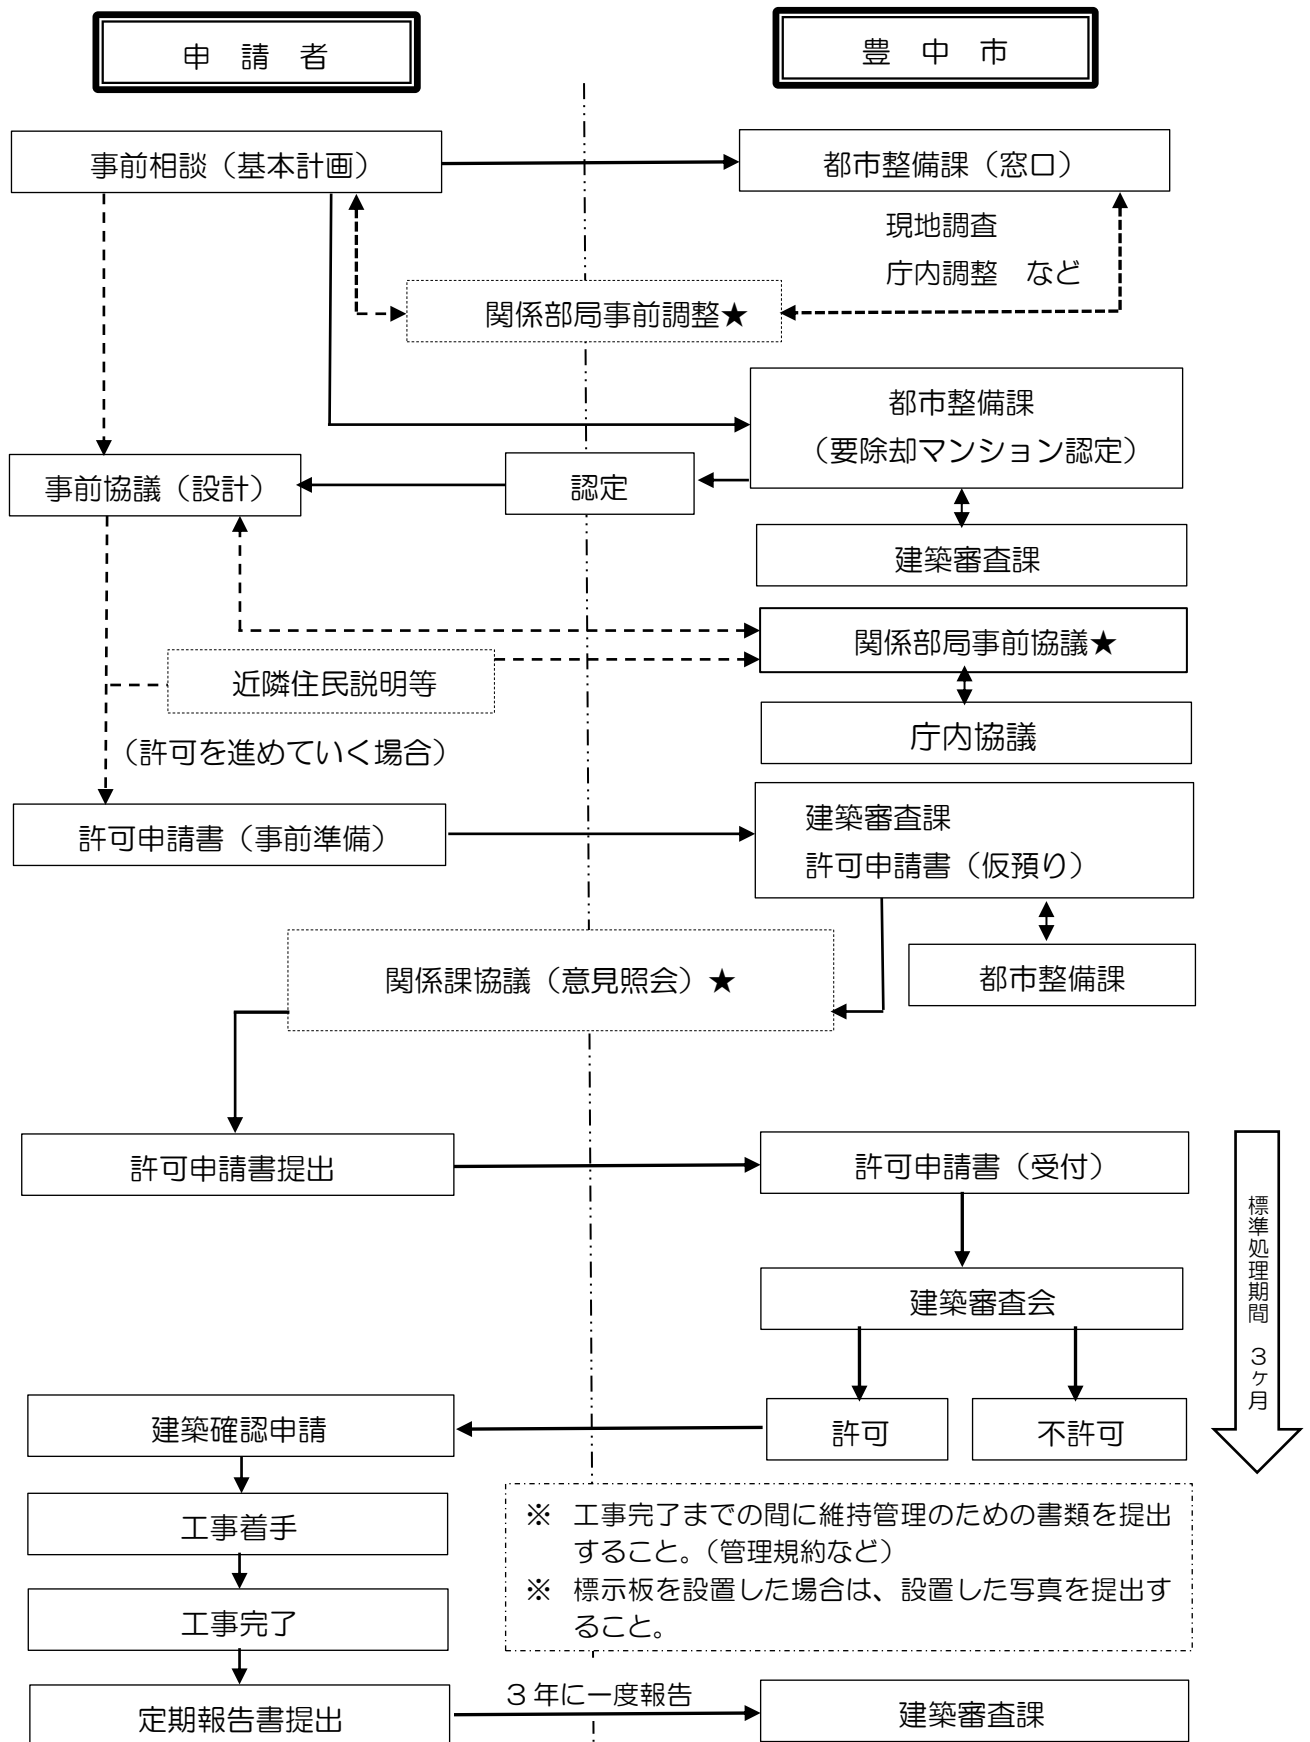 申 請 者
豊 中 市
事前相談（基本計画）
都市整備課（窓口）
現地調査
庁内調整　など
関係部局事前調整★
都市整備課
（要除却マンション認定）
事前協議（設計）
認定
建築審査課
関係部局事前協議★
近隣住民説明等
庁内協議
（許可を進めていく場合）
許可申請書（事前準備）
建築審査課
許可申請書（仮預り）
関係課協議（意見照会）★
都市整備課
許可申請書提出
許可申請書（受付）
標準処理期間　３ヶ月
建築審査会
建築確認申請
許可
不許可
工事着手
※　工事完了までの間に維持管理のための書類を提出
すること。（管理規約など）
※　標示板を設置した場合は、設置した写真を提出す
ること。
工事完了
定期報告書提出
３年に一度報告
建築審査課